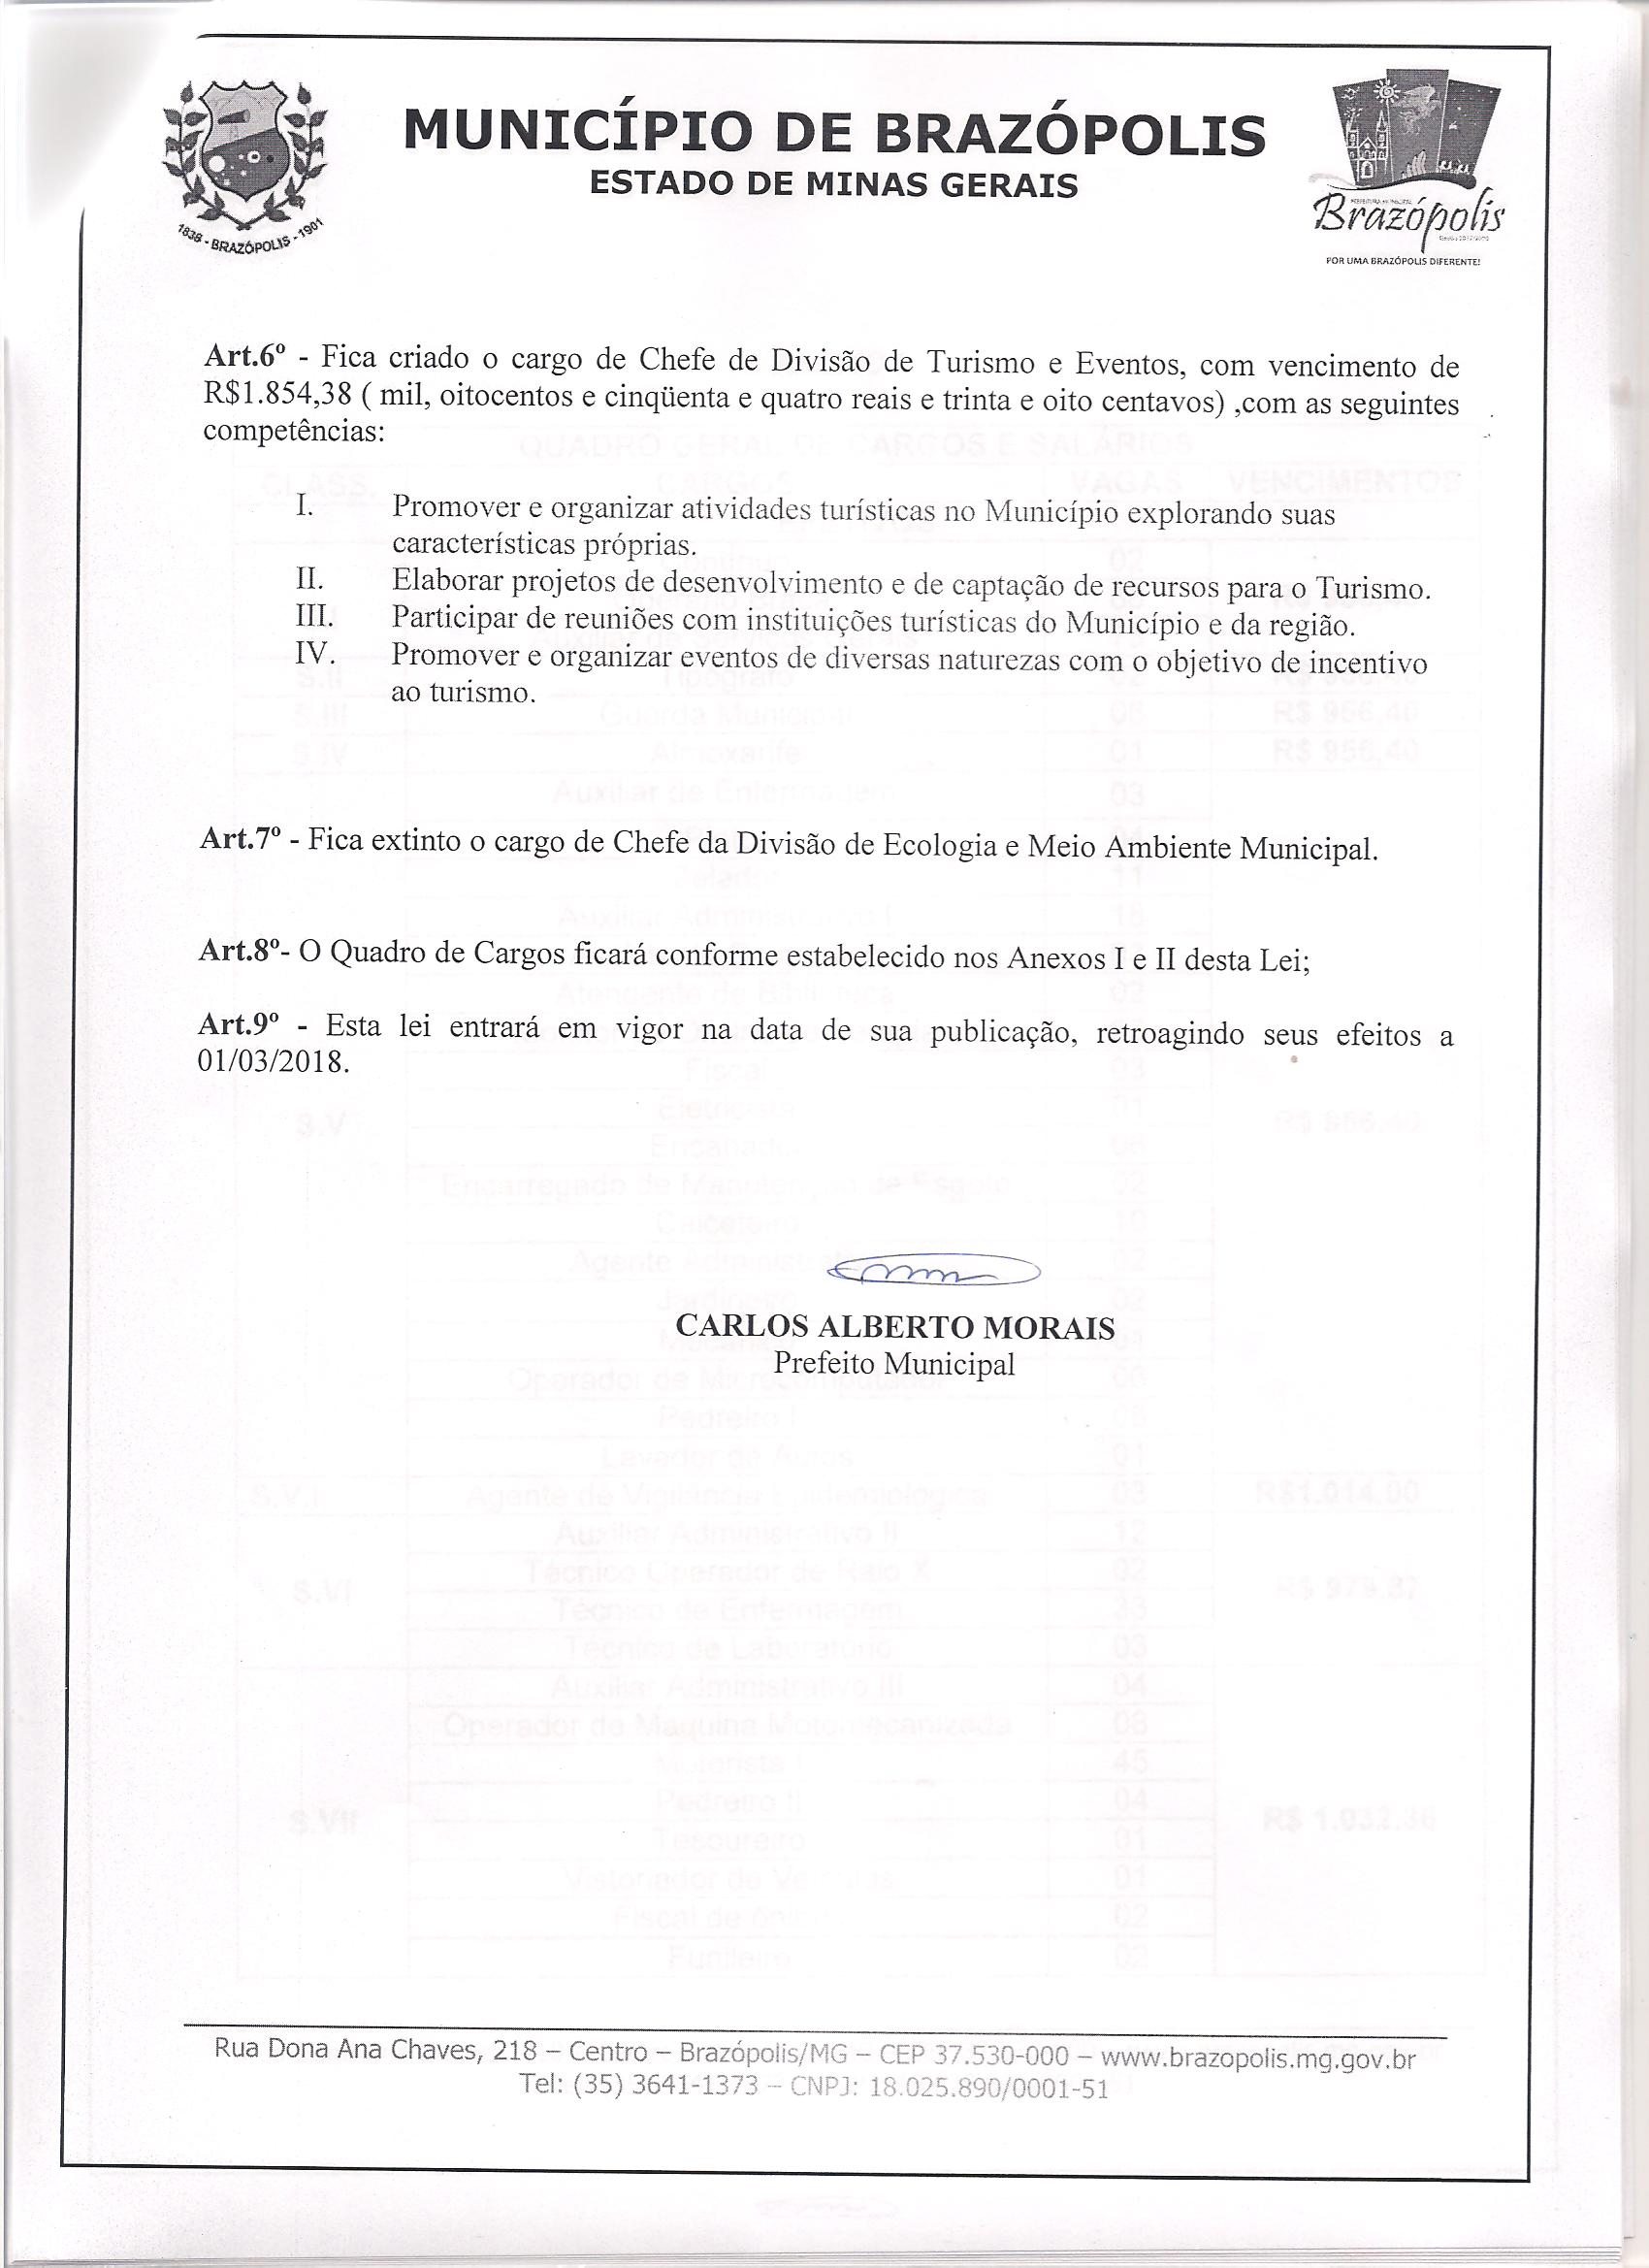 MUNICÍPIO DE BRAZÓPOLIS
ESTADO DE MINAS GERAIS
1838 - BRAZÓPOLIS - 1901
Brazópolis
POR UMA BRAZÓPOLIS DIFERENTE!
Art.6º - Fica criado o cargo de Chefe de Divisão de Turismo e Eventos, com vencimento de
R$1.854,38 ( mil, oitocentos e cinqüenta e quatro reais e trinta e oito centavos) ,com as seguintes
competências:
I. Promover e organizar atividades turísticas no Município explorando suas
características próprias.
II. Elaborar projetos de desenvolvimento e de captação de recursos para o Turismo.
III. Participar de reuniões com instituições turísticas do Município e da região.
IV. Promover e organizar eventos de diversas naturezas com o objetivo de incentivo
ao turismo.
Art.7º - Fica extinto o cargo de Chefe da Divisão de Ecologia e Meio Ambiente Municipal.
Art.8º- O Quadro de Cargos ficará conforme estabelecido nos Anexos I e II desta Lei;
Art.9º - Esta lei entrará em vigor na data de sua publicação, retroagindo seus efeitos a
01/03/2018.
CARLOS ALBERTO MORAIS
Prefeito Municipal
Rua Dona Ana Chaves, 218 – Centro – Brazópolis/MG – CEP 37.530-000 – www.brazopolis.mg.gov.br
Tel: (35) 3641-1373 – CNPJ: 18.025.890/0001-51